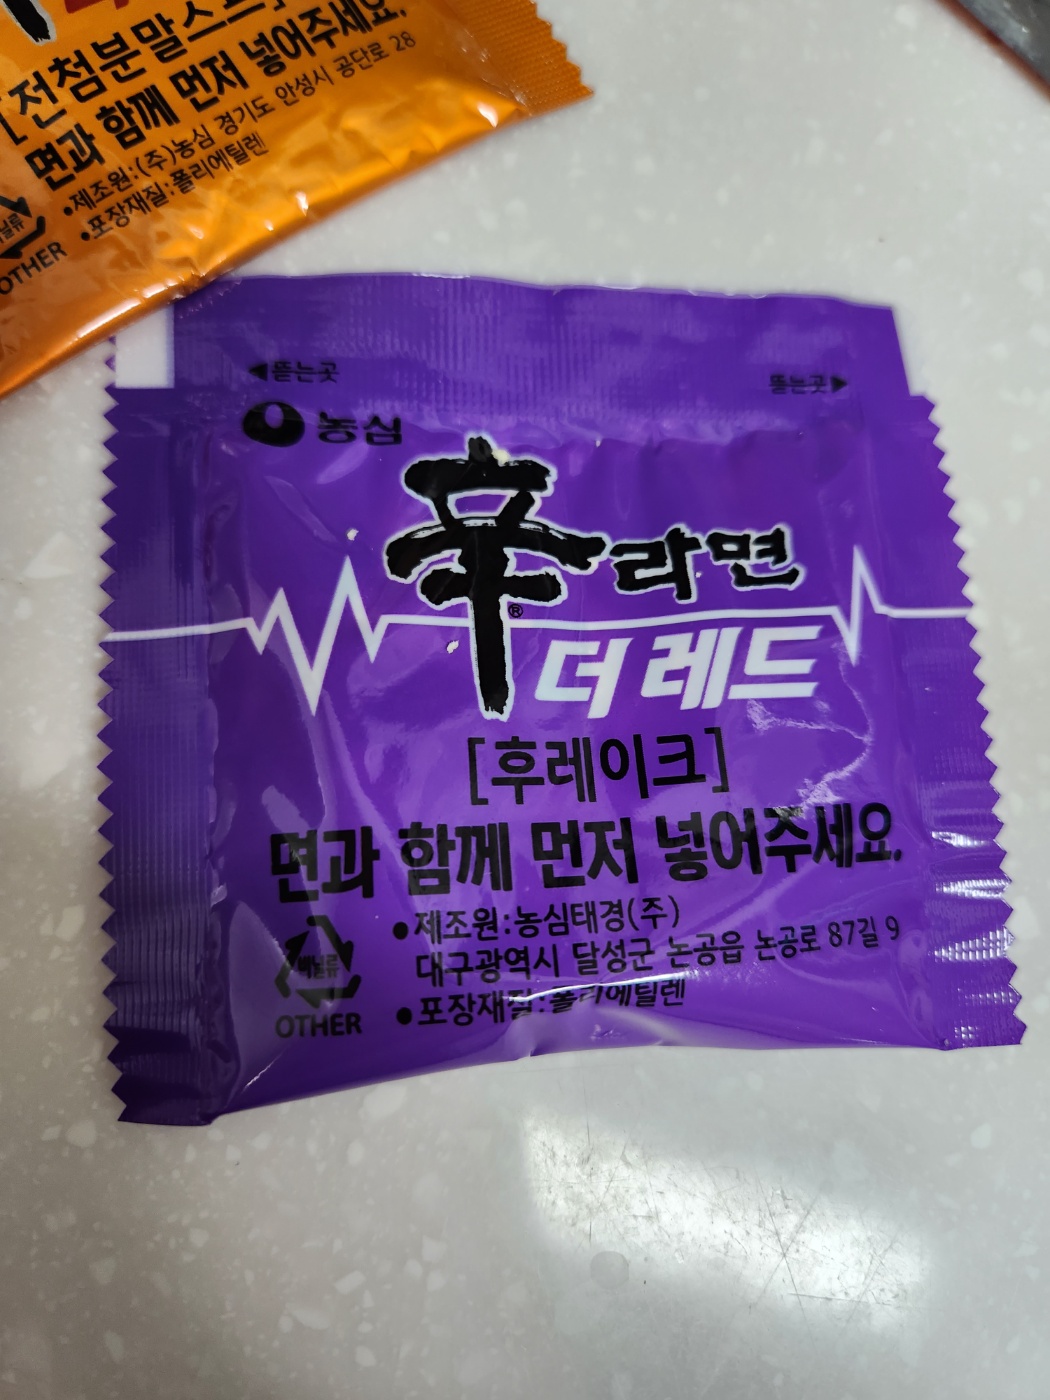 [전첨분말스프]
면과 함께 먼저 넣어주세요.
•제조원:(주)농심 경기도 안성시 공단로 28
•포장재질:폴리에틸렌
OTHER
◀뜯는곳
뜯는곳▶
농심
辛라면
®
더 레드
[후레이크]
면과 함께 먼저 넣어주세요.
•제조원:농심태경(주)
대구광역시 달성군 논공읍 논공로 87길 9
•포장재질:폴리에틸렌
비닐류
OTHER